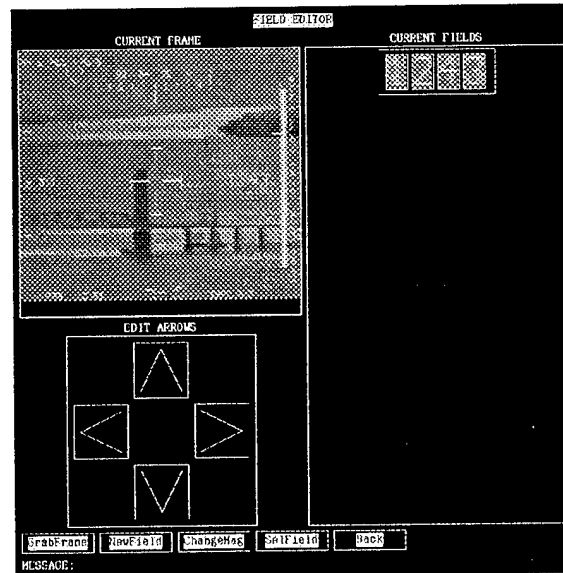 FIELD EDITOR
CURRENT FRAME
CURRENT FIELDS
EDIT ARROWS
GrabFrame NewField ChangeMag SelField Back
MESSAGE: